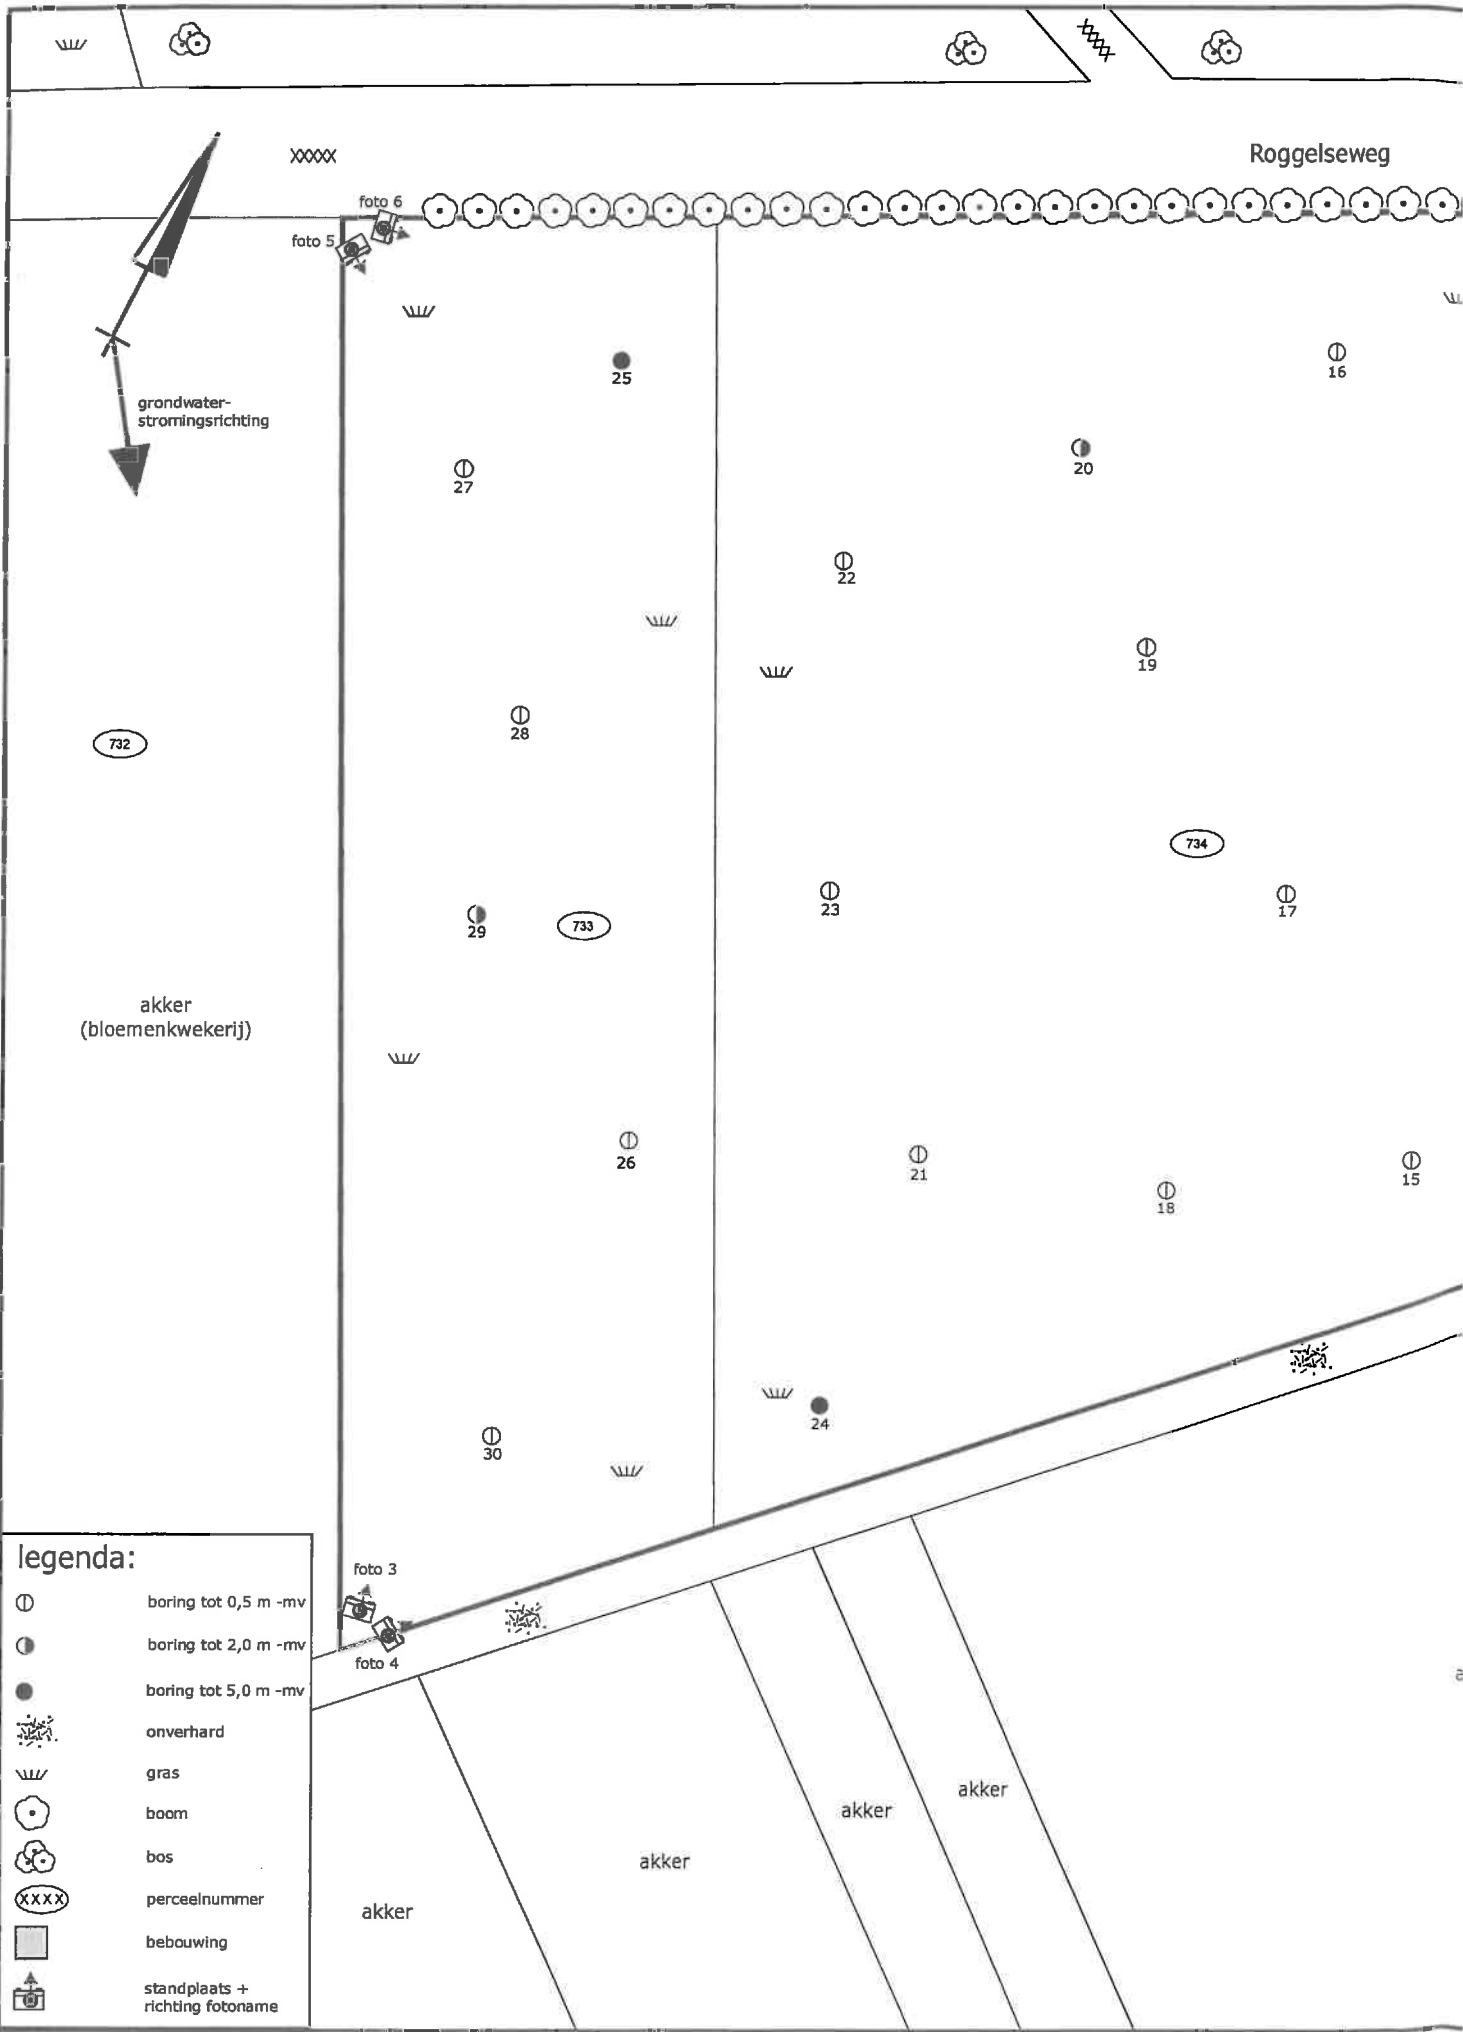 XXXXX
Roggelseweg
foto 6
foto 5
25
16
grondwater-
stromingsrichting
20
27
22
19
28
732
734
23
17
29
733
akker
(bloemenkwekerij)
26
21
15
18
24
30
legenda:
boring tot 0,5 m -mv
boring tot 2,0 m -mv
boring tot 5,0 m -mv
onverhard
gras
boom
bos
XXXX
perceelnummer
bebouwing
standplaats +
richting fotoname
foto 3
foto 4
akker
akker
akker
akker